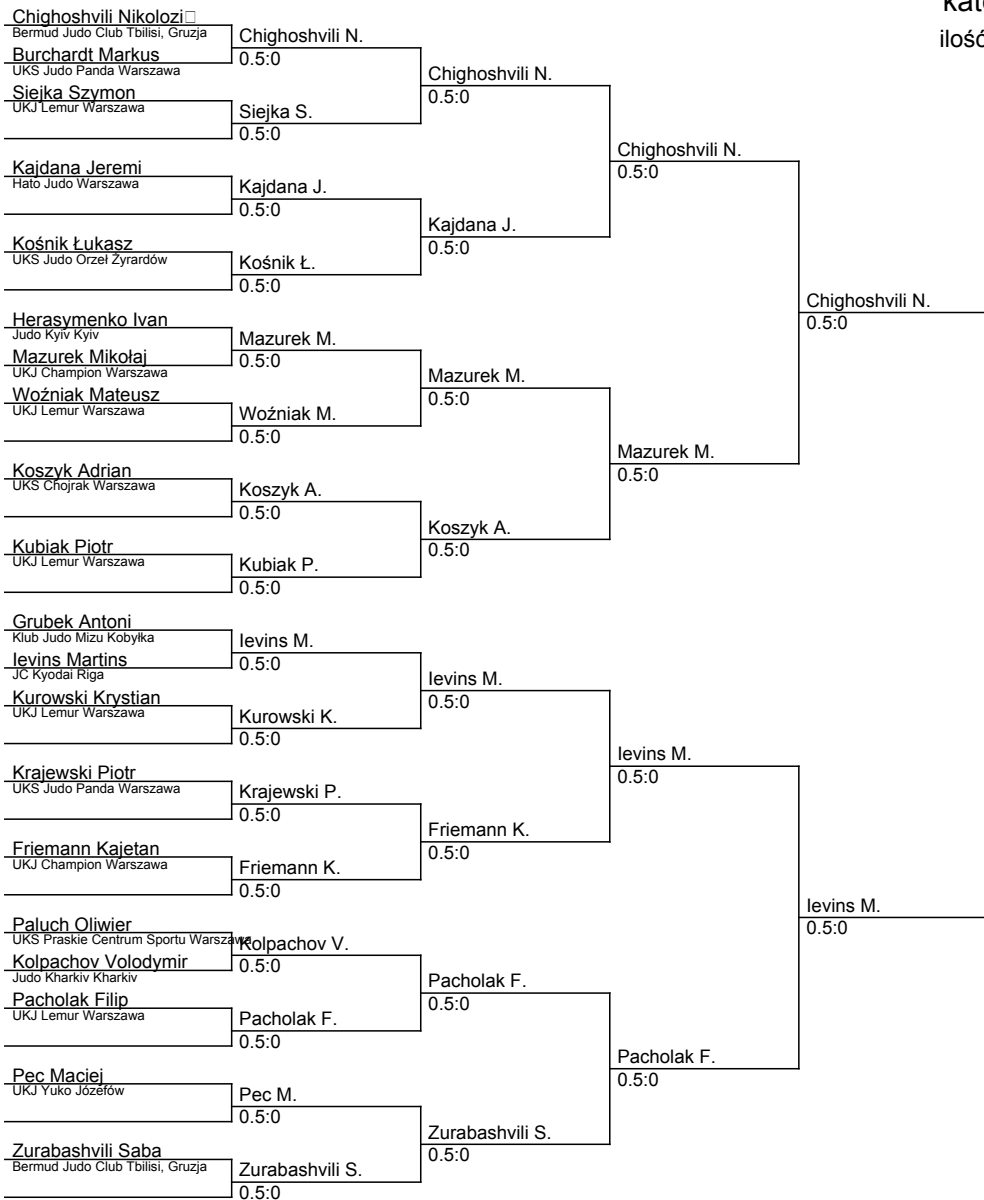 Chighoshvili Nikolozi
Bermud Judo Club Tbilisi, Gruzja
Burchardt Markus
UKS Judo Panda Warszawa
Siejka Szymon
UKJ Lemur Warszawa
Kajdana Jeremi
Hato Judo Warszawa
Kośnik Łukasz
UKS Judo Orzeł Żyrardów
Herasymenko Ivan
Judo Kyiv Kyiv
Mazurek Mikołaj
UKJ Champion Warszawa
Woźniak Mateusz
UKJ Lemur Warszawa
Koszyk Adrian
UKS Chojrak Warszawa
Kubiak Piotr
UKJ Lemur Warszawa
Grubek Antoni
Klub Judo Mizu Kobyłka
Ievins Martins
JC Kyodai Riga
Kurowski Krystian
UKJ Lemur Warszawa
Krajewski Piotr
UKS Judo Panda Warszawa
Friemann Kajetan
UKJ Champion Warszawa
Paluch Oliwier
UKS Praskie Centrum Sportu Warszawa
Kolpachov Volodymir
Judo Kharkiv Kharkiv
Pacholak Filip
UKJ Lemur Warszawa
Pec Maciej
UKJ Yuko Józefów
Zurabashvili Saba
Bermud Judo Club Tbilisi, Gruzja
Chighoshvili N.
0.5:0
Siejka S.
0.5:0
Kajdana J.
0.5:0
Kośnik Ł.
0.5:0
Mazurek M.
0.5:0
Woźniak M.
0.5:0
Koszyk A.
0.5:0
Kubiak P.
0.5:0
Ievins M.
0.5:0
Kurowski K.
0.5:0
Krajewski P.
0.5:0
Friemann K.
0.5:0
Kolpachov V.
0.5:0
Pacholak F.
0.5:0
Pec M.
0.5:0
Zurabashvili S.
0.5:0
Chighoshvili N.
0.5:0
Kajdana J.
0.5:0
Mazurek M.
0.5:0
Koszyk A.
0.5:0
Ievins M.
0.5:0
Friemann K.
0.5:0
Pacholak F.
0.5:0
Zurabashvili S.
0.5:0
Chighoshvili N.
0.5:0
Mazurek M.
0.5:0
Ievins M.
0.5:0
Pacholak F.
0.5:0
Chighoshvili N.
0.5:0
Ievins M.
0.5:0
ilość